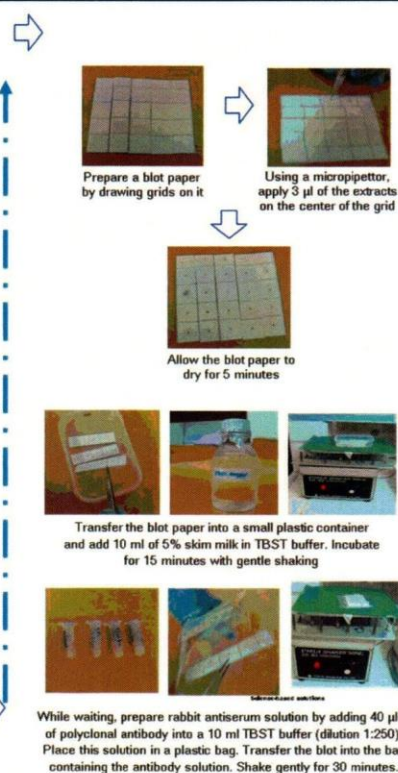 Prepare a blot paper
by drawing grids on it
Using a micropipettor,
apply 3 µl of the extracts
on the center of the grid
Allow the blot paper to
dry for 5 minutes
Transfer the blot paper into a small plastic container
and add 10 ml of 5% skim milk in TBST buffer. Incubate
for 15 minutes with gentle shaking
While waiting, prepare rabbit antiserum solution by adding 40 µl
of polyclonal antibody into a 10 ml TBST buffer (dilution 1:250)
Place this solution in a plastic bag. Transfer the blot into the ba
containing the antibody solution. Shake gently for 30 minutes.